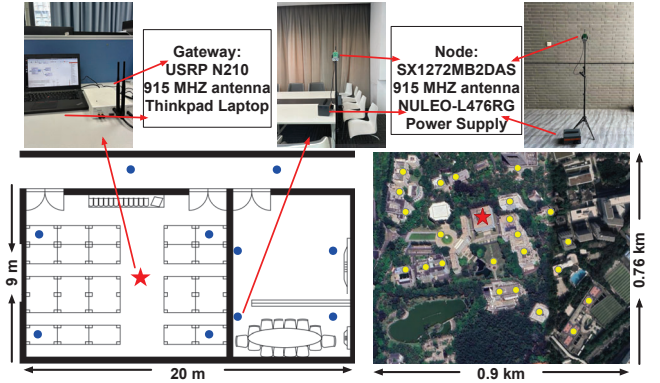 Gateway:
USRP N210
915 MHZ antenna
Thinkpad Laptop
Node:
SX1272MB2DAS
915 MHZ antenna
NULEO-L476RG
Power Supply
9 m
20 m
0.76 km
0.9 km